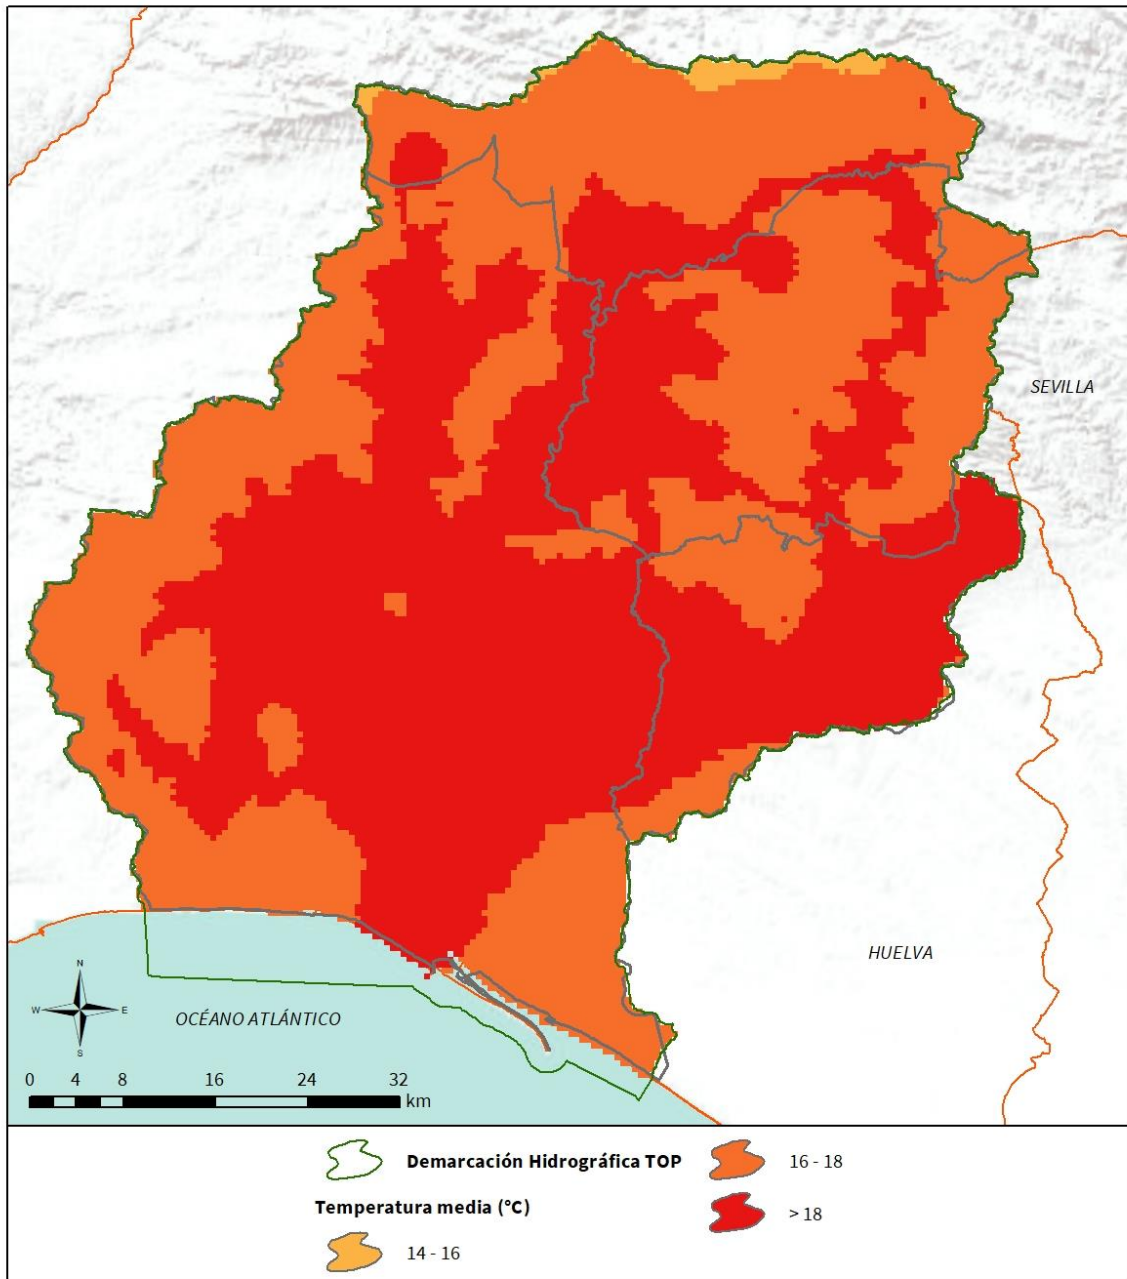 SEVILLA
HUELVA
OCÉANO ATLÁNTICO
N
W
E
S
0 4 8 16 24 32
km
Demarcación Hidrográfica TOP
Temperatura media (°C)
14 - 16
16 - 18
> 18